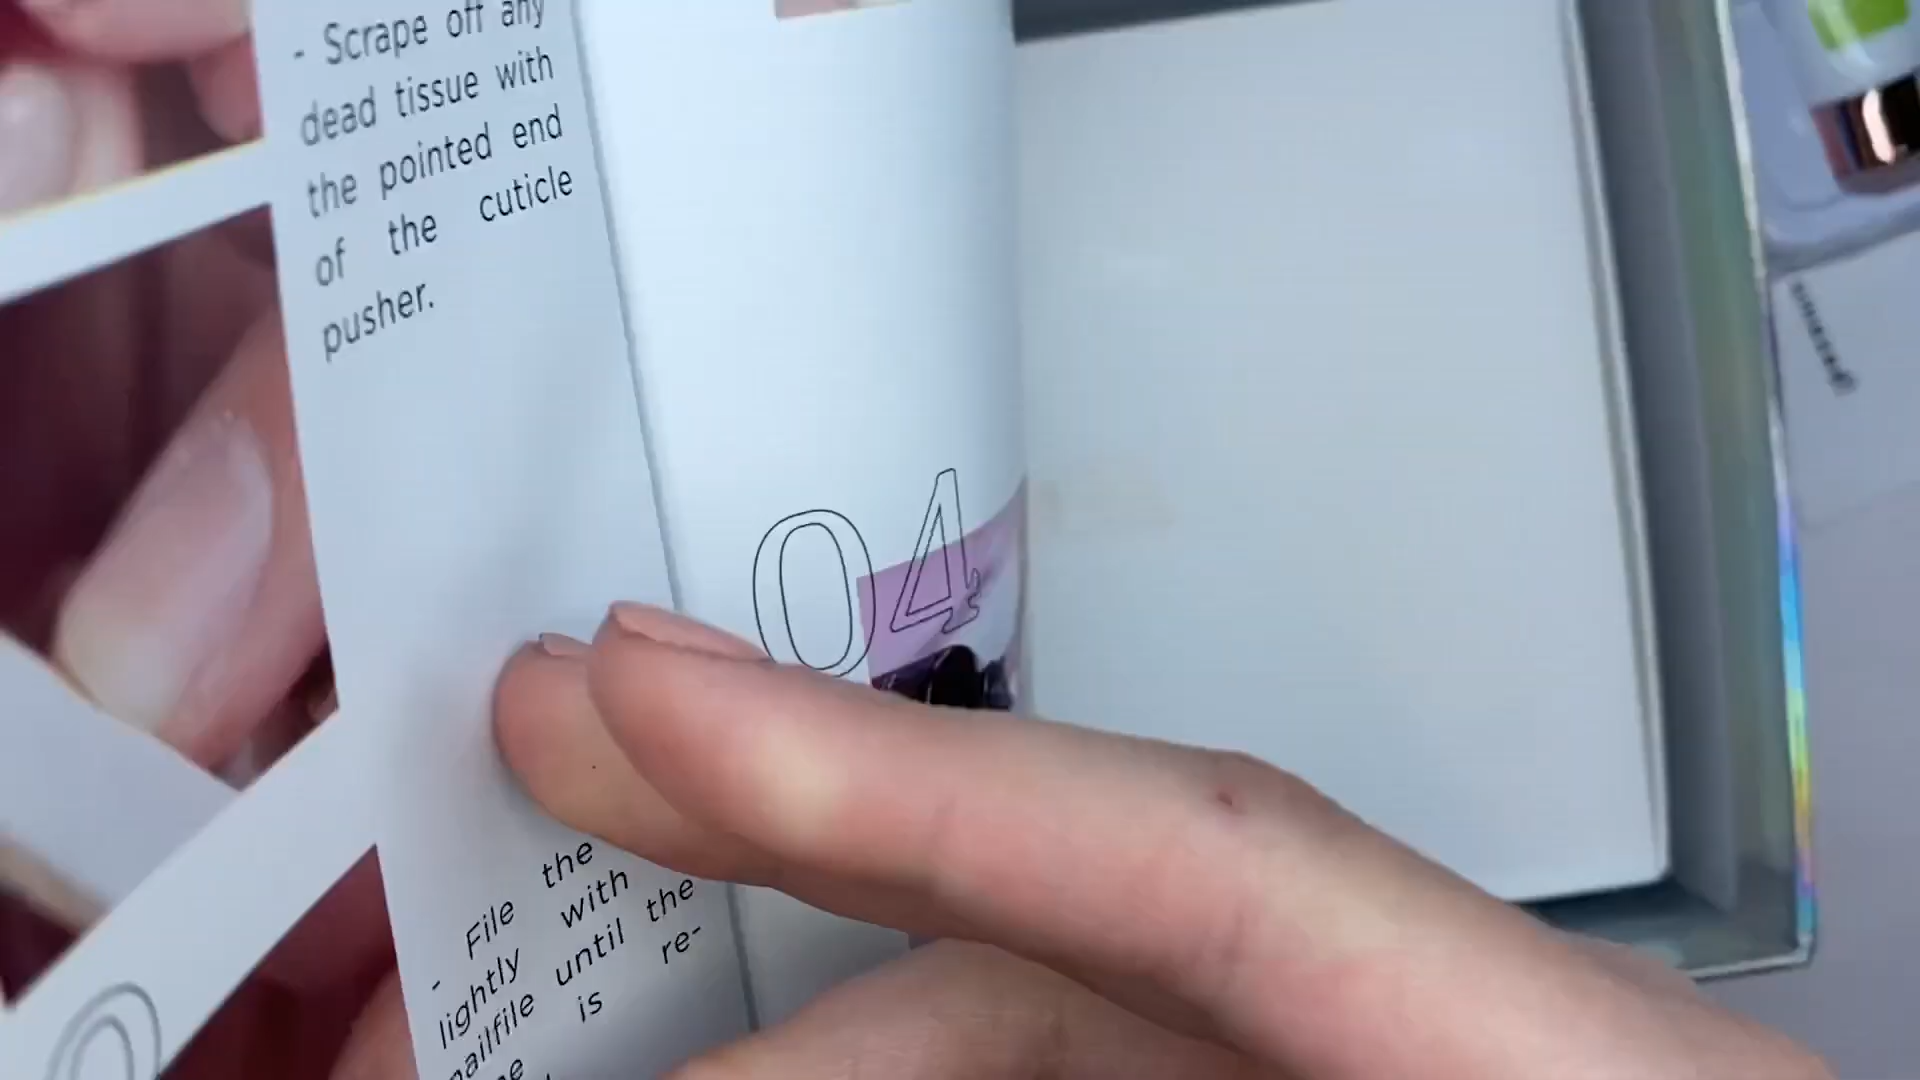 - Scrape off any
dead tissue with
the pointed end
of the cuticle
pusher.
04
- File the
lightly with
nailfile until the
is re-